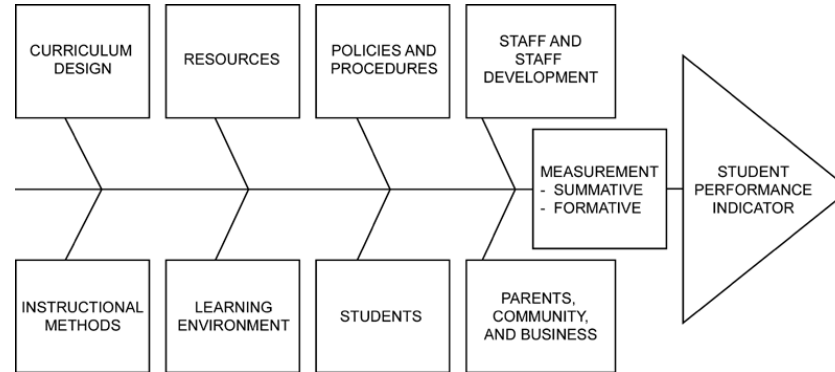 CURRICULUM
DESIGN
RESOURCES
POLICIES AND
PROCEDURES
STAFF AND
STAFF
DEVELOPMENT
MEASUREMENT
- SUMMATIVE
- FORMATIVE
STUDENT
PERFORMANCE
INDICATOR
INSTRUCTIONAL
METHODS
LEARNING
ENVIRONMENT
STUDENTS
PARENTS,
COMMUNITY,
AND BUSINESS